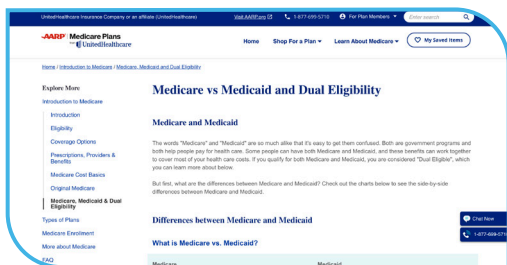 UnitedHealthcare Insurance Company or an affiliate (UnitedHealthcare)
Visit AARP.org
1-877-699-5710
For Plan Members
Enter search
AARP Medicare Plans
from UnitedHealthcare
Home
Shop For a Plan
Learn About Medicare
My Saved Items
Home / Introduction to Medicare / Medicare, Medicaid and Dual Eligibility
Explore More
Introduction to Medicare
Introduction
Eligibility
Coverage Options
Prescriptions, Providers &
Benefits
Medicare Cost Basics
Original Medicare
Medicare, Medicaid & Dual
Eligibility
Types of Plans
Medicare Enrollment
More about Medicare
FAQ
Medicare vs Medicaid and Dual Eligibility
Medicare and Medicaid
The words "Medicare" and "Medicaid" are so much alike that it's easy to get them confused. Both are government programs and
both help people pay for health care. Some people can have both Medicare and Medicaid, and these benefits can work together
to cover most of your health care costs. If you qualify for both Medicare and Medicaid, you are considered "Dual Eligible", which
you can learn more about below.
But first, what are the differences between Medicare and Medicaid? Check out the charts below to see the side-by-side
differences between Medicare and Medicaid.
Differences between Medicare and Medicaid
What is Medicare vs. Medicaid?
Medicare
Medicaid
Chat Now
1-877-699-571